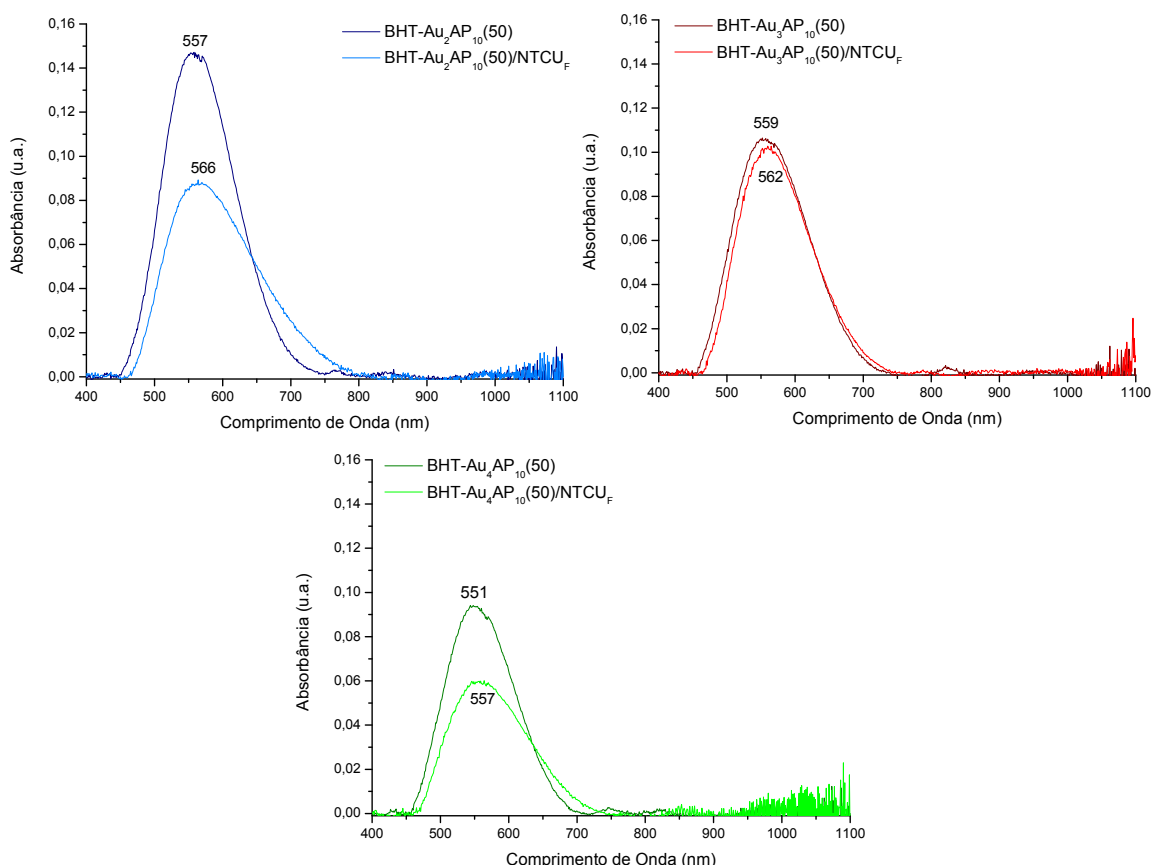 BHT-Au₂AP₁₀(50)
BHT-Au₂AP₁₀(50)/NTCU_F
0,16
0,14
0,12
0,10
0,08
0,06
0,04
0,02
0,00
557
566
Absorbância (u.a.)
400 500 600 700 800 900 1000 1100
Comprimento de Onda (nm)
BHT-Au₃AP₁₀(50)
BHT-Au₃AP₁₀(50)/NTCU_F
0,16
0,14
0,12
0,10
0,08
0,06
0,04
0,02
0,00
559
562
Absorbância (u.a.)
400 500 600 700 800 900 1000 1100
Comprimento de Onda (nm)
BHT-Au₄AP₁₀(50)
BHT-Au₄AP₁₀(50)/NTCU_F
0,16
0,14
0,12
0,10
0,08
0,06
0,04
0,02
0,00
551
557
Absorbância (u.a.)
400 500 600 700 800 900 1000 1100
Comprimento de Onda (nm)